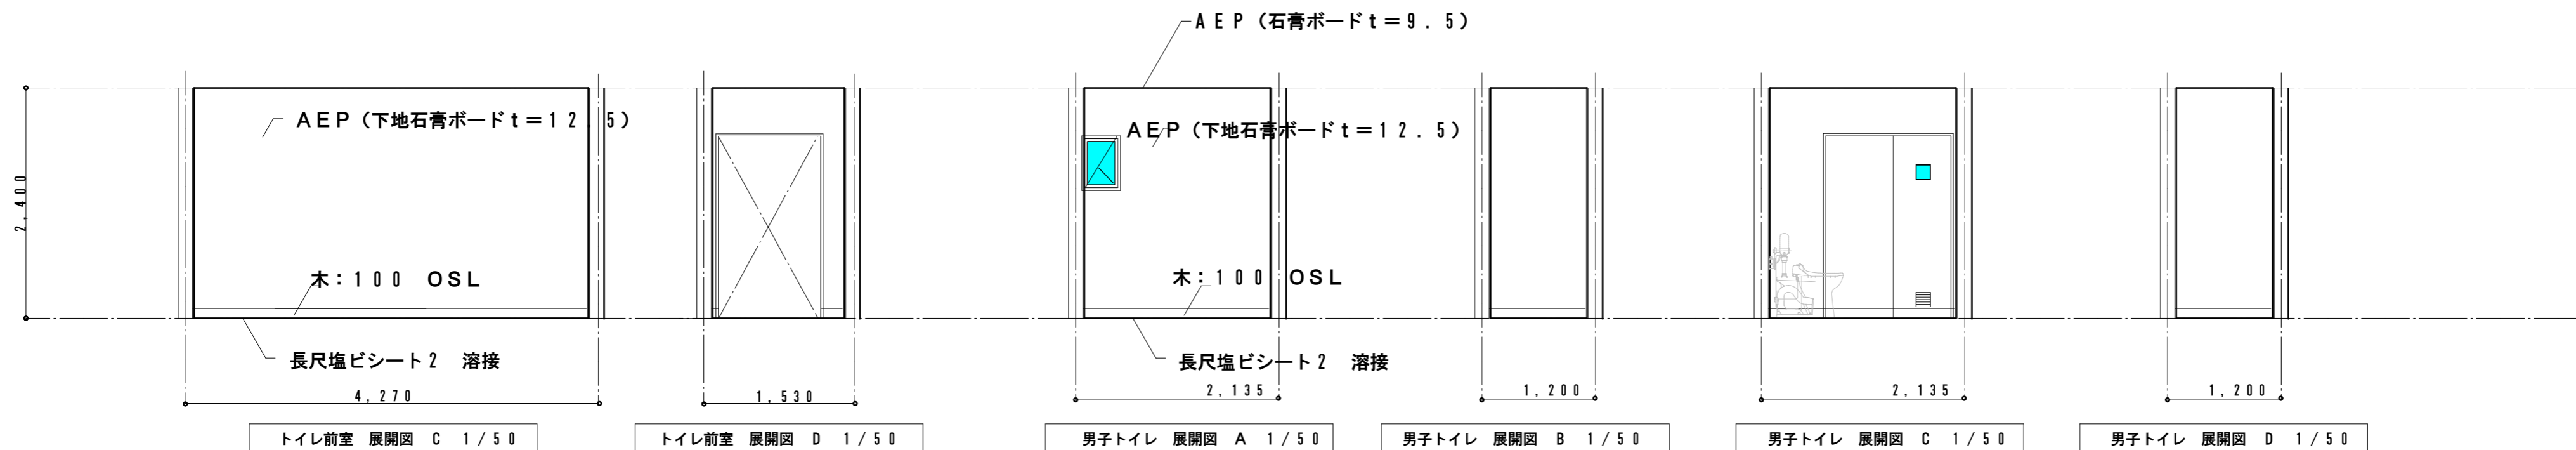 AEP（石膏ボードt＝9.5）
AEP（下地石膏ボードt＝12.5）
AEP（下地石膏ボードt＝12.5）
2,400
木：100　OSL
木：100　OSL
長尺塩ビシート2　溶接
長尺塩ビシート2　溶接
4,270
1,530
2,135
1,200
2,135
1,200
トイレ前室　展開図　C　1/50
トイレ前室　展開図　D　1/50
男子トイレ　展開図　A　1/50
男子トイレ　展開図　B　1/50
男子トイレ　展開図　C　1/50
男子トイレ　展開図　D　1/50